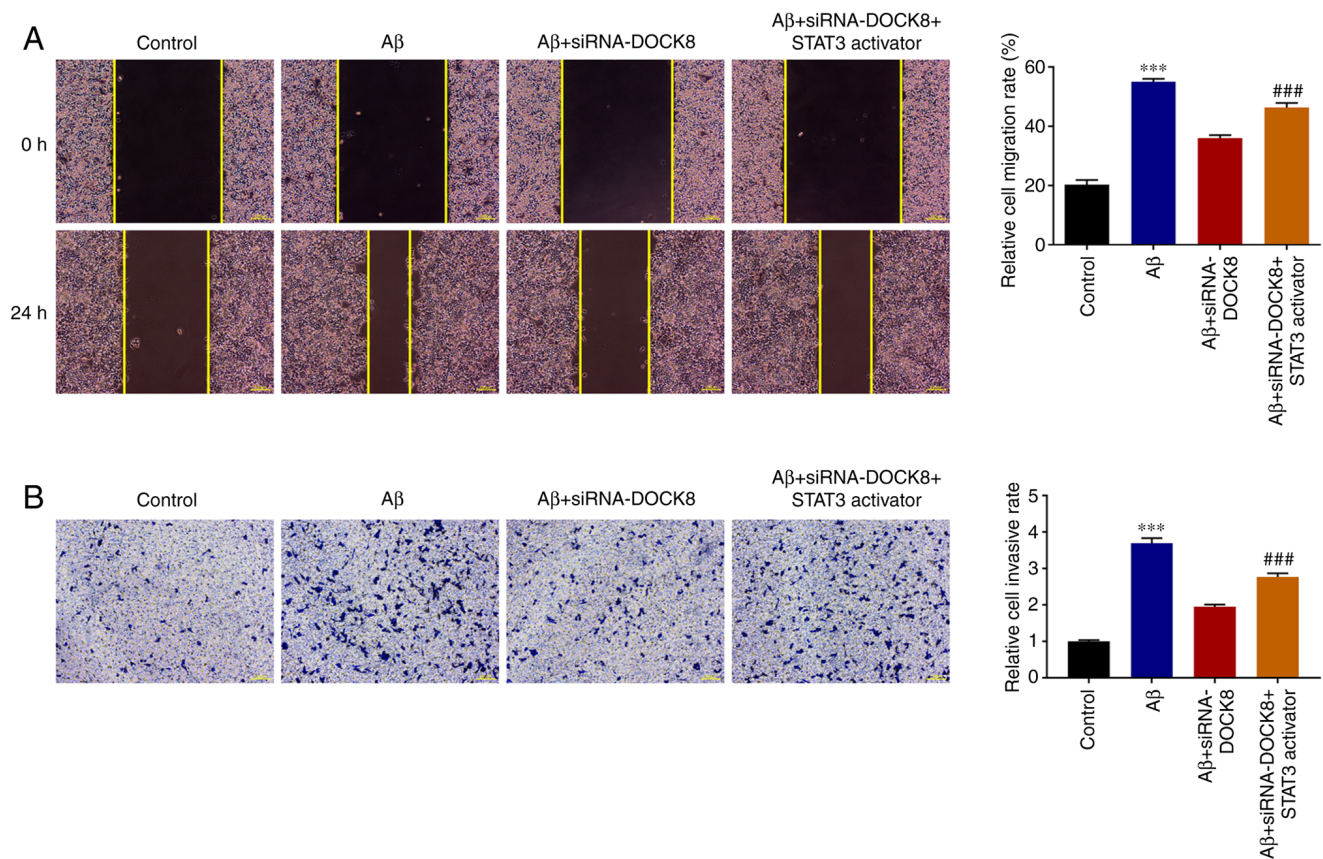 A
Control
Aβ
Aβ+siRNA-DOCK8
Aβ+siRNA-DOCK8+
STAT3 activator
0 h
24 h
Relative cell migration rate (%)
60
40
20
0
***
###
Control
Aβ
Aβ+siRNA-
DOCK8
Aβ+siRNA-DOCK8+
STAT3 activator
B
Control
Aβ
Aβ+siRNA-DOCK8
Aβ+siRNA-DOCK8+
STAT3 activator
Relative cell invasive rate
5
4
3
2
1
0
***
###
Control
Aβ
Aβ+siRNA-
DOCK8
Aβ+siRNA-DOCK8+
STAT3 activator